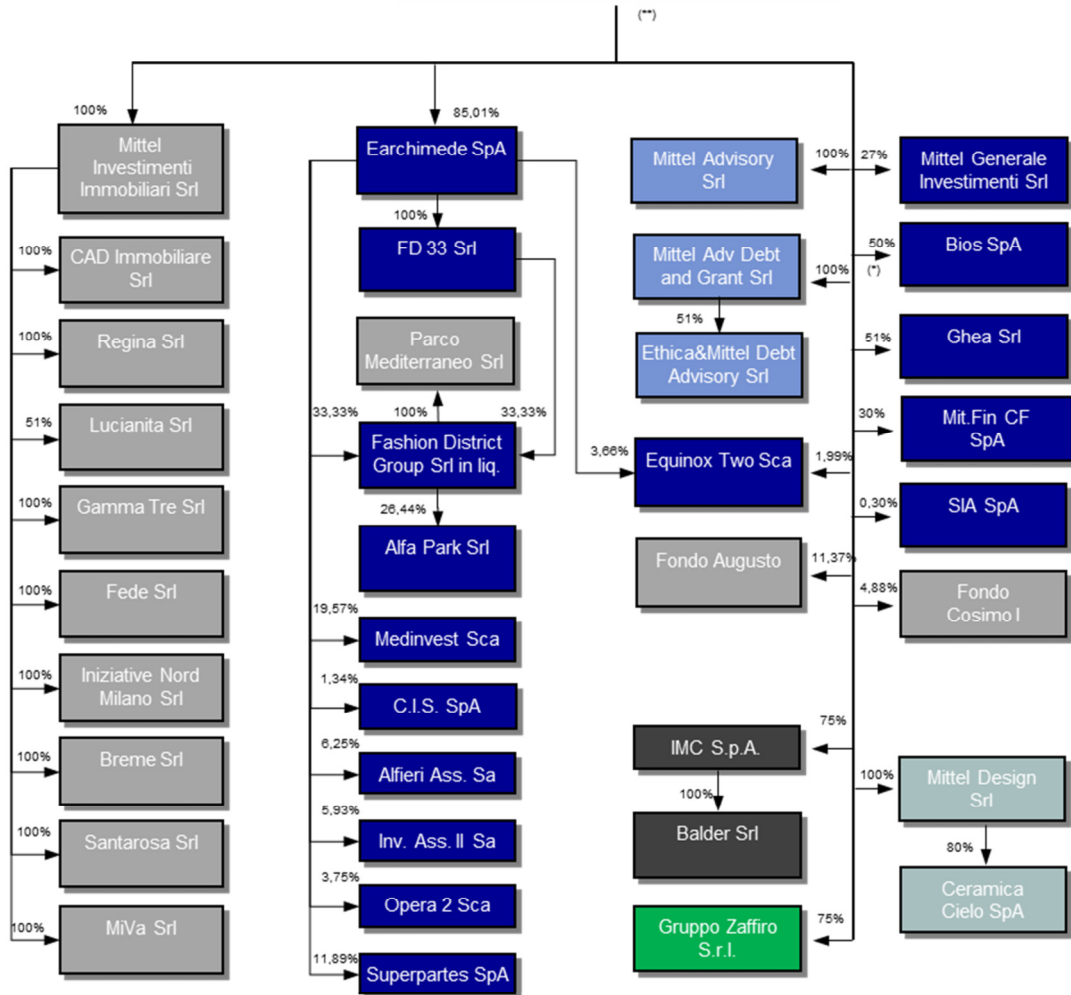 (**)
100%
Mittel
Investimenti
Immobiliari Srl
100%
CAD Immobiliare
Srl
100%
Regina Srl
51%
Lucianita Srl
100%
Gamma Tre Srl
100%
Fede Srl
100%
Iniziative Nord
Milano Srl
100%
Breme Srl
100%
Santarosa Srl
100%
MiVa Srl
85,01%
Earchimede SpA
100%
FD 33 Srl
Parco
Mediterraneo Srl
33,33%
100%
33,33%
Fashion District
Group Srl in liq.
26,44%
Alfa Park Srl
19,57%
Medinvest Sca
1,34%
C.I.S. SpA
6,25%
Alfieri Ass. Sa
5,93%
Inv. Ass. II Sa
3,75%
Opera 2 Sca
11,89%
Superpartes SpA
Mittel Advisory
Srl
100%
Mittel Adv Debt
and Grant Srl
100%
51%
Ethica&Mittel Debt
Advisory Srl
3,66%
Equinox Two Sca
1,99%
Fondo Augusto
11,37%
IMC S.p.A.
75%
100%
Balder Srl
Gruppo Zaffiro
S.r.l.
75%
27%
Mittel Generale
Investimenti Srl
50%
(*)
Bios SpA
51%
Ghea Srl
30%
Mit.Fin CF
SpA
0,30%
SIA SpA
4,88%
Fondo
Cosimo I
100%
Mittel Design
Srl
80%
Ceramica
Cielo SpA